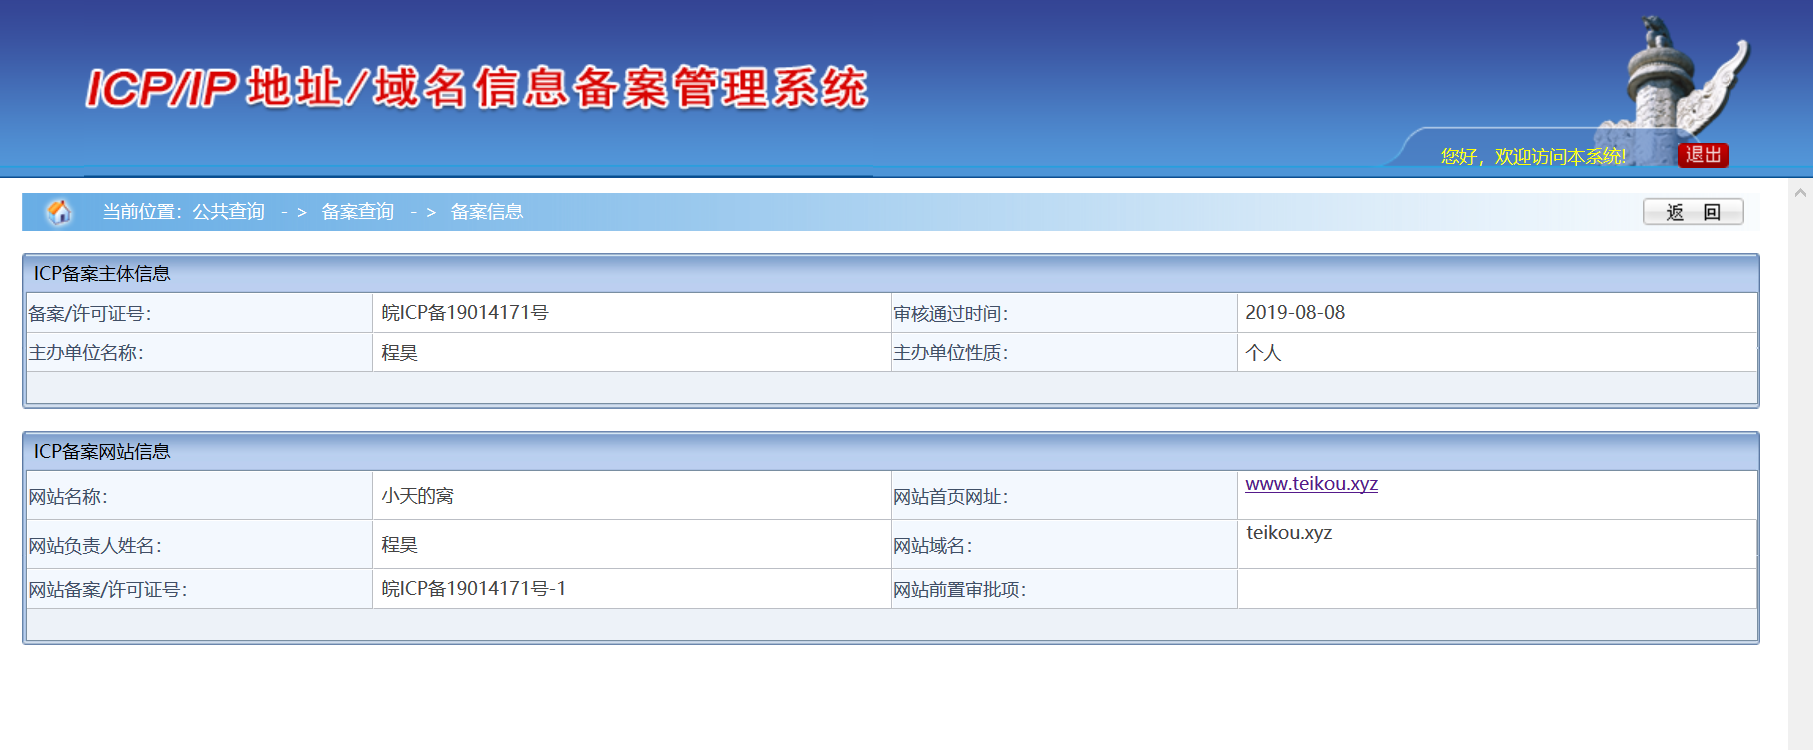 ICP/IP 地址/域名信息备案管理系统
您好，欢迎访问本系统! 退出
当前位置：公共查询 - > 备案查询 - > 备案信息 返 回
ICP备案主体信息
备案/许可证号： 皖ICP备19014171号 审核通过时间： 2019-08-08
主办单位名称： 程昊 主办单位性质： 个人
ICP备案网站信息
网站名称： 小天的窝 网站首页网址： www.teikou.xyz
网站负责人姓名： 程昊 网站域名： teikou.xyz
网站备案/许可证号： 皖ICP备19014171号-1 网站前置审批项：